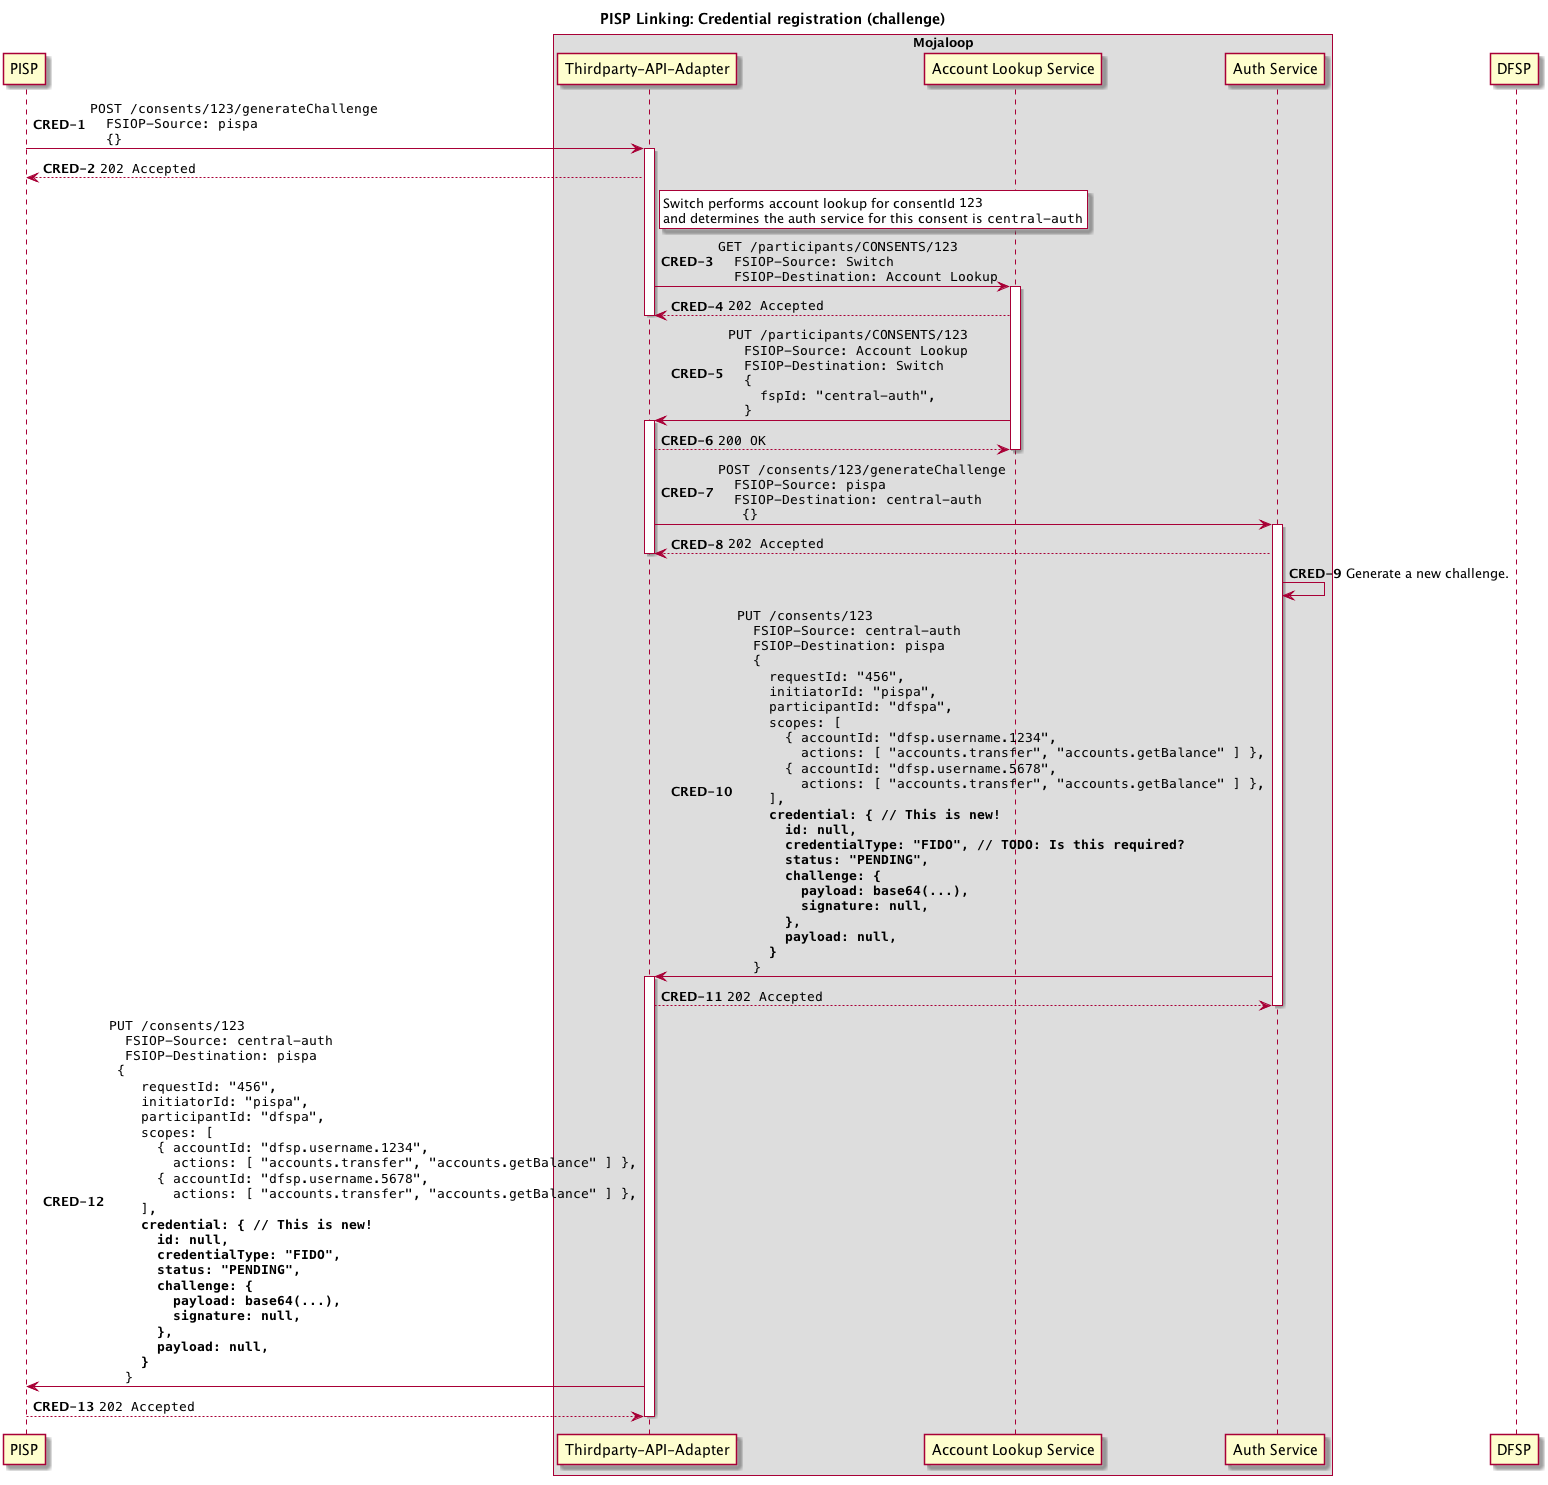 PISP Linking: Credential registration (challenge)
Mojaloop
PISP
Thirdparty-API-Adapter
Account Lookup Service
Auth Service
DFSP
CRED-1
POST /consents/123/generateChallenge
FSIOP-Source: pispa
{}
CRED-2 202 Accepted
Switch performs account lookup for consentId 123
and determines the auth service for this consent is central-auth
CRED-3
GET /participants/CONSENTS/123
FSIOP-Source: Switch
FSIOP-Destination: Account Lookup
CRED-4 202 Accepted
CRED-5
PUT /participants/CONSENTS/123
FSIOP-Source: Account Lookup
FSIOP-Destination: Switch
{
fspId: "central-auth",
}
CRED-6 200 OK
CRED-7
POST /consents/123/generateChallenge
FSIOP-Source: pispa
FSIOP-Destination: central-auth
{}
CRED-8 202 Accepted
CRED-9 Generate a new challenge.
CRED-10
PUT /consents/123
FSIOP-Source: central-auth
FSIOP-Destination: pispa
{
requestId: "456",
initiatorId: "pispa",
participantId: "dfspa",
scopes: [
{ accountId: "dfsp.username.1234",
actions: [ "accounts.transfer", "accounts.getBalance" ] },
{ accountId: "dfsp.username.5678",
actions: [ "accounts.transfer", "accounts.getBalance" ] },
],
credential: { // This is new!
id: null,
credentialType: "FIDO", // TODO: Is this required?
status: "PENDING",
challenge: {
payload: base64(...),
signature: null,
},
payload: null,
}
}
CRED-11 202 Accepted
CRED-12
PUT /consents/123
FSIOP-Source: central-auth
FSIOP-Destination: pispa
{
requestId: "456",
initiatorId: "pispa",
participantId: "dfspa",
scopes: [
{ accountId: "dfsp.username.1234",
actions: [ "accounts.transfer", "accounts.getBalance" ] },
{ accountId: "dfsp.username.5678",
actions: [ "accounts.transfer", "accounts.getBalance" ] },
],
credential: { // This is new!
id: null,
credentialType: "FIDO",
status: "PENDING",
challenge: {
payload: base64(...),
signature: null,
},
payload: null,
}
}
CRED-13 202 Accepted
PISP
Thirdparty-API-Adapter
Account Lookup Service
Auth Service
DFSP